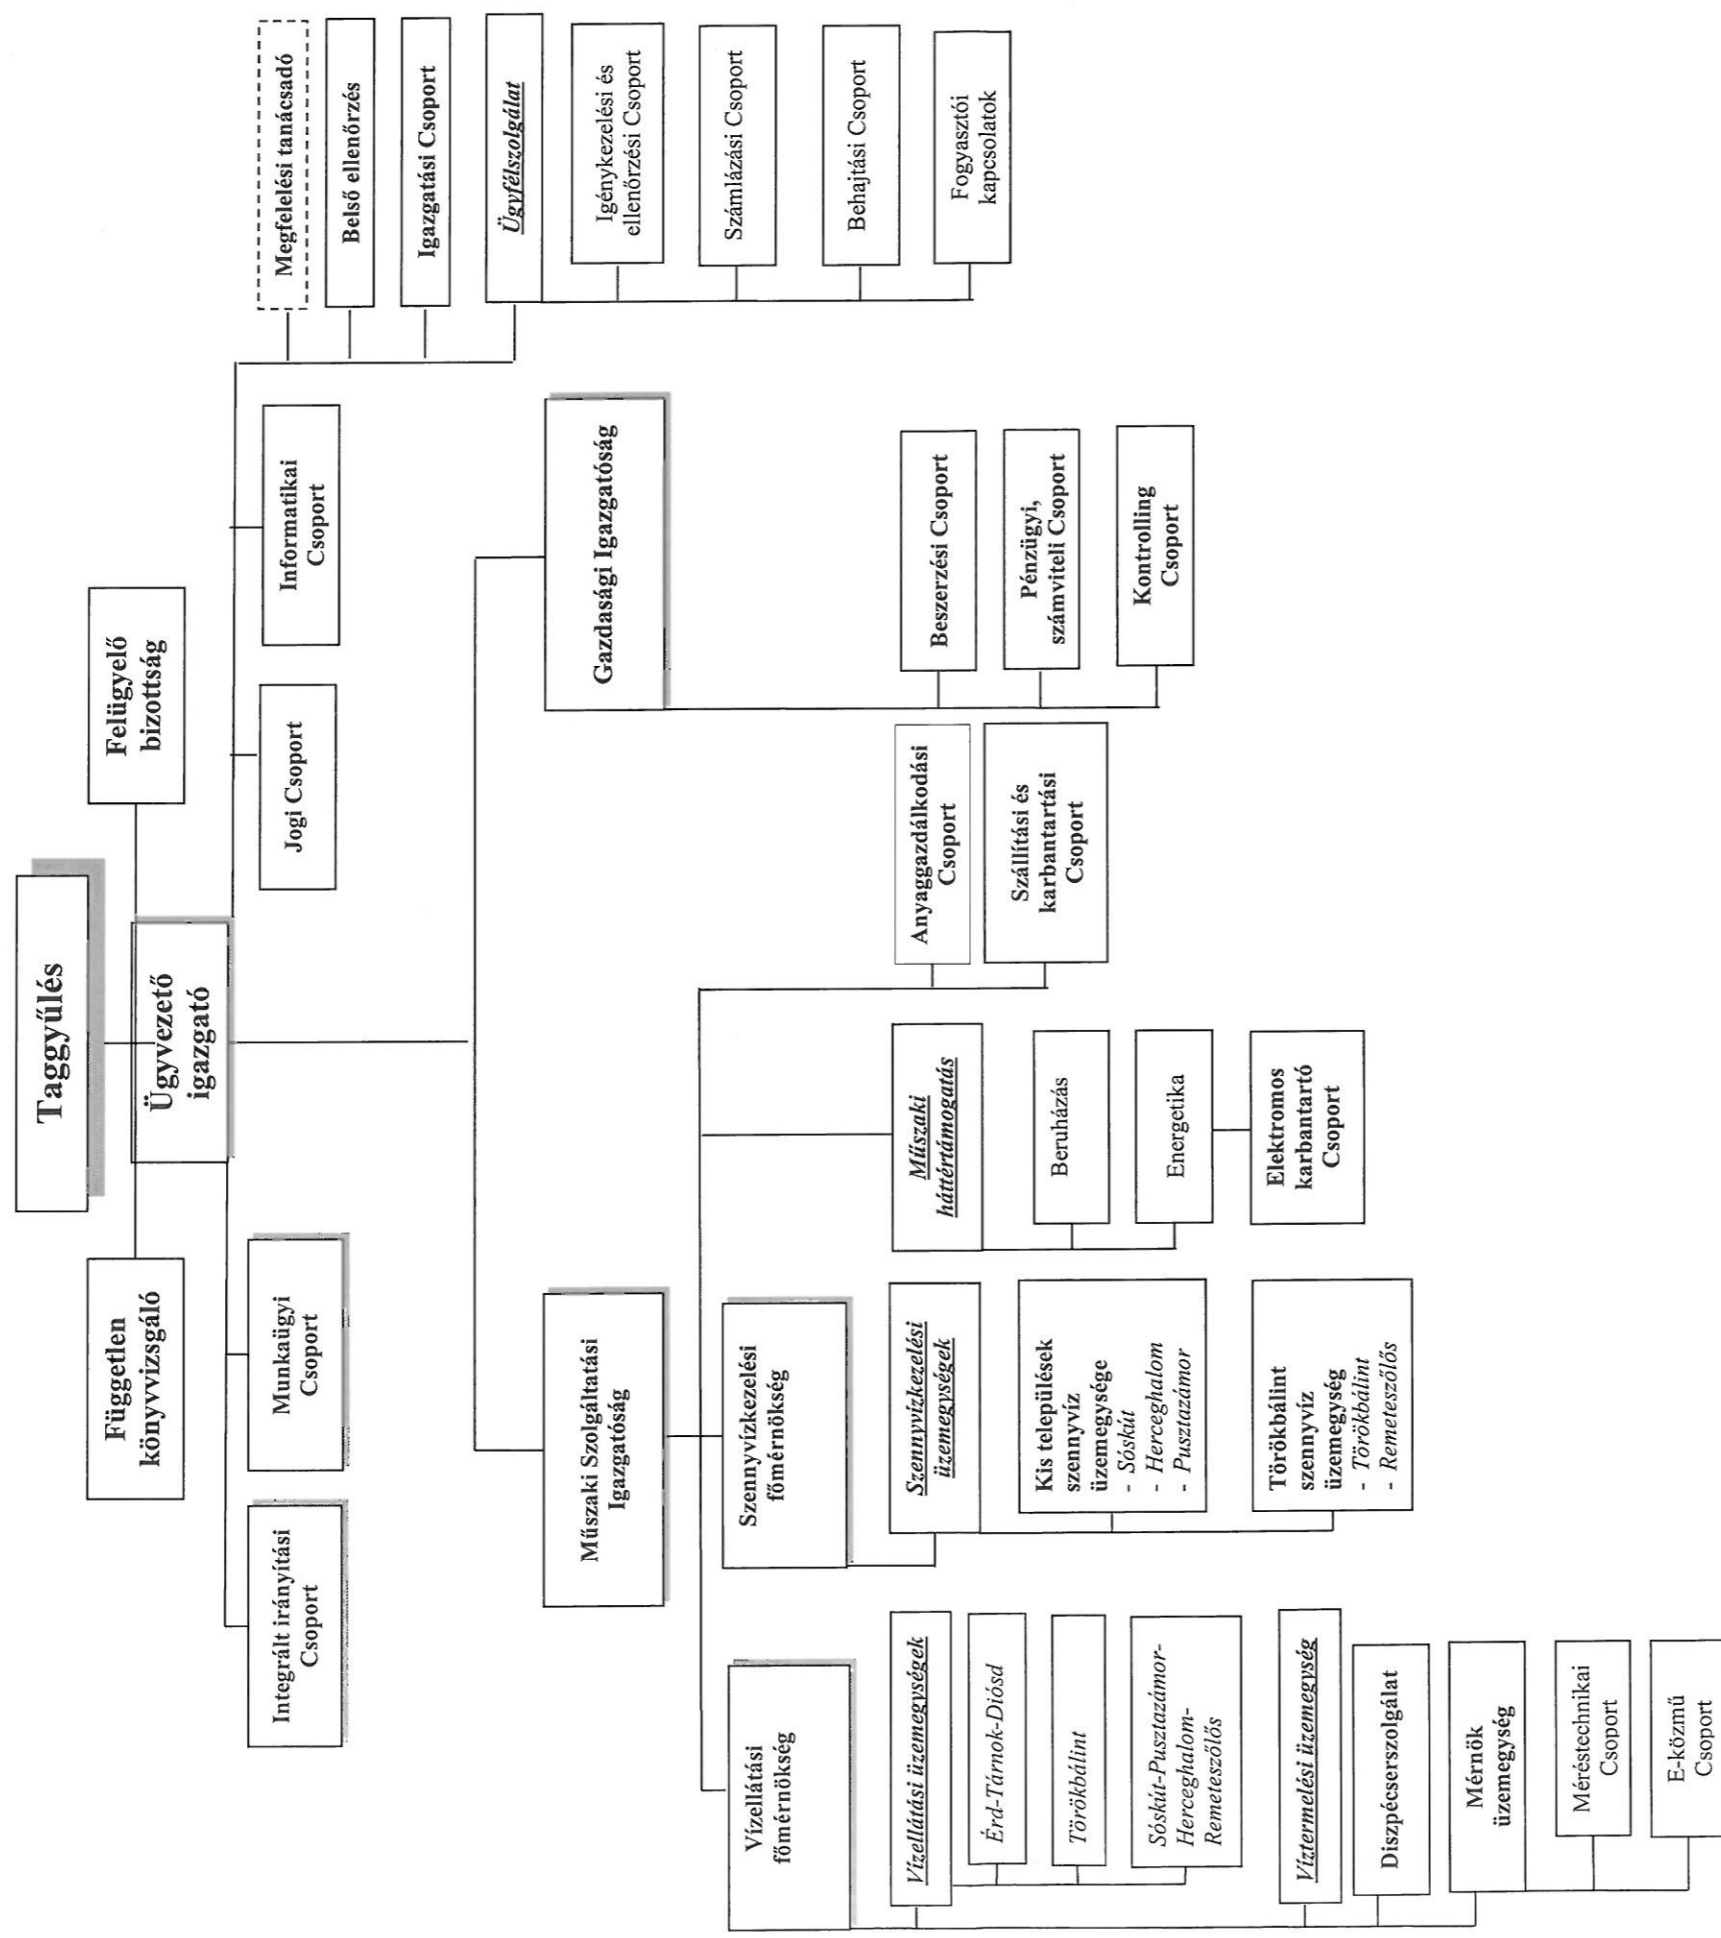 Taggyűlés
Független
könyvvizsgáló
Felügyelő
bizottság
Ügyvezető
igazgató
Integrált irányítási
Csoport
Munkaügyi
Csoport
Jogi Csoport
Informatikai
Csoport
Megfelelési tanácsadó
Belső ellenőrzés
Igazgatási Csoport
Ügyfélszolgálat
Igénykezelési és
ellenőrzési Csoport
Számlázási Csoport
Behajtási Csoport
Fogyasztói
kapcsolatok
Műszaki Szolgáltatási
Igazgatóság
Gazdasági Igazgatóság
Vízellátási
főmérnökség
Vízellátási üzemegységek
Érd-Tárnok-Diósd
Törökbálint
Sóskút-Pusztazámor-
Herceghalom-
Remeteszőlős
Víztermelési üzemegység
Diszpécserszolgálat
Mérnök
üzemegység
Méréstechnikai
Csoport
E-közmű
Csoport
Szennyvízkezelési
főmérnökség
Szennyvízkezelési
üzemegységek
Kis települések
szennyvíz
üzemegysége
- Sóskút
- Herceghalom
- Pusztazámor
Törökbálint
szennyvíz
üzemegység
- Törökbálint
- Remeteszőlős
Műszaki
háttértámogatás
Beruházás
Energetika
Elektromos
karbantartó
Csoport
Anyaggazdálkodási
Csoport
Szállítási és
karbantartási
Csoport
Beszerzési Csoport
Pénzügyi,
számviteli Csoport
Kontrolling
Csoport